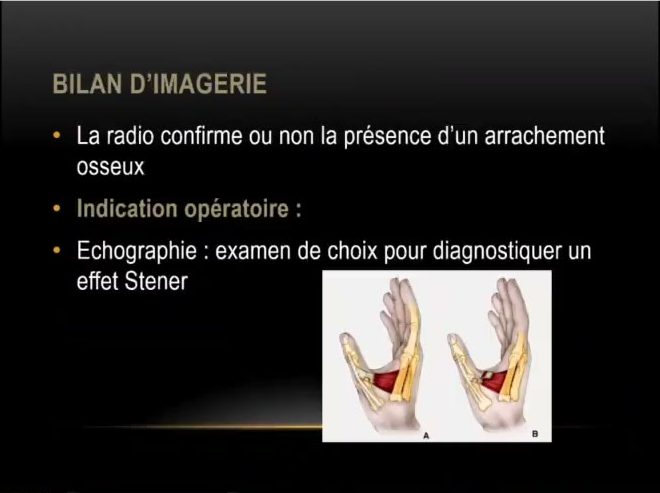 BILAN D'IMAGERIE
• La radio confirme ou non la présence d'un arrachement
osseux
• Indication opératoire :
• Echographie : examen de choix pour diagnostiquer un
effet Stener
A
B